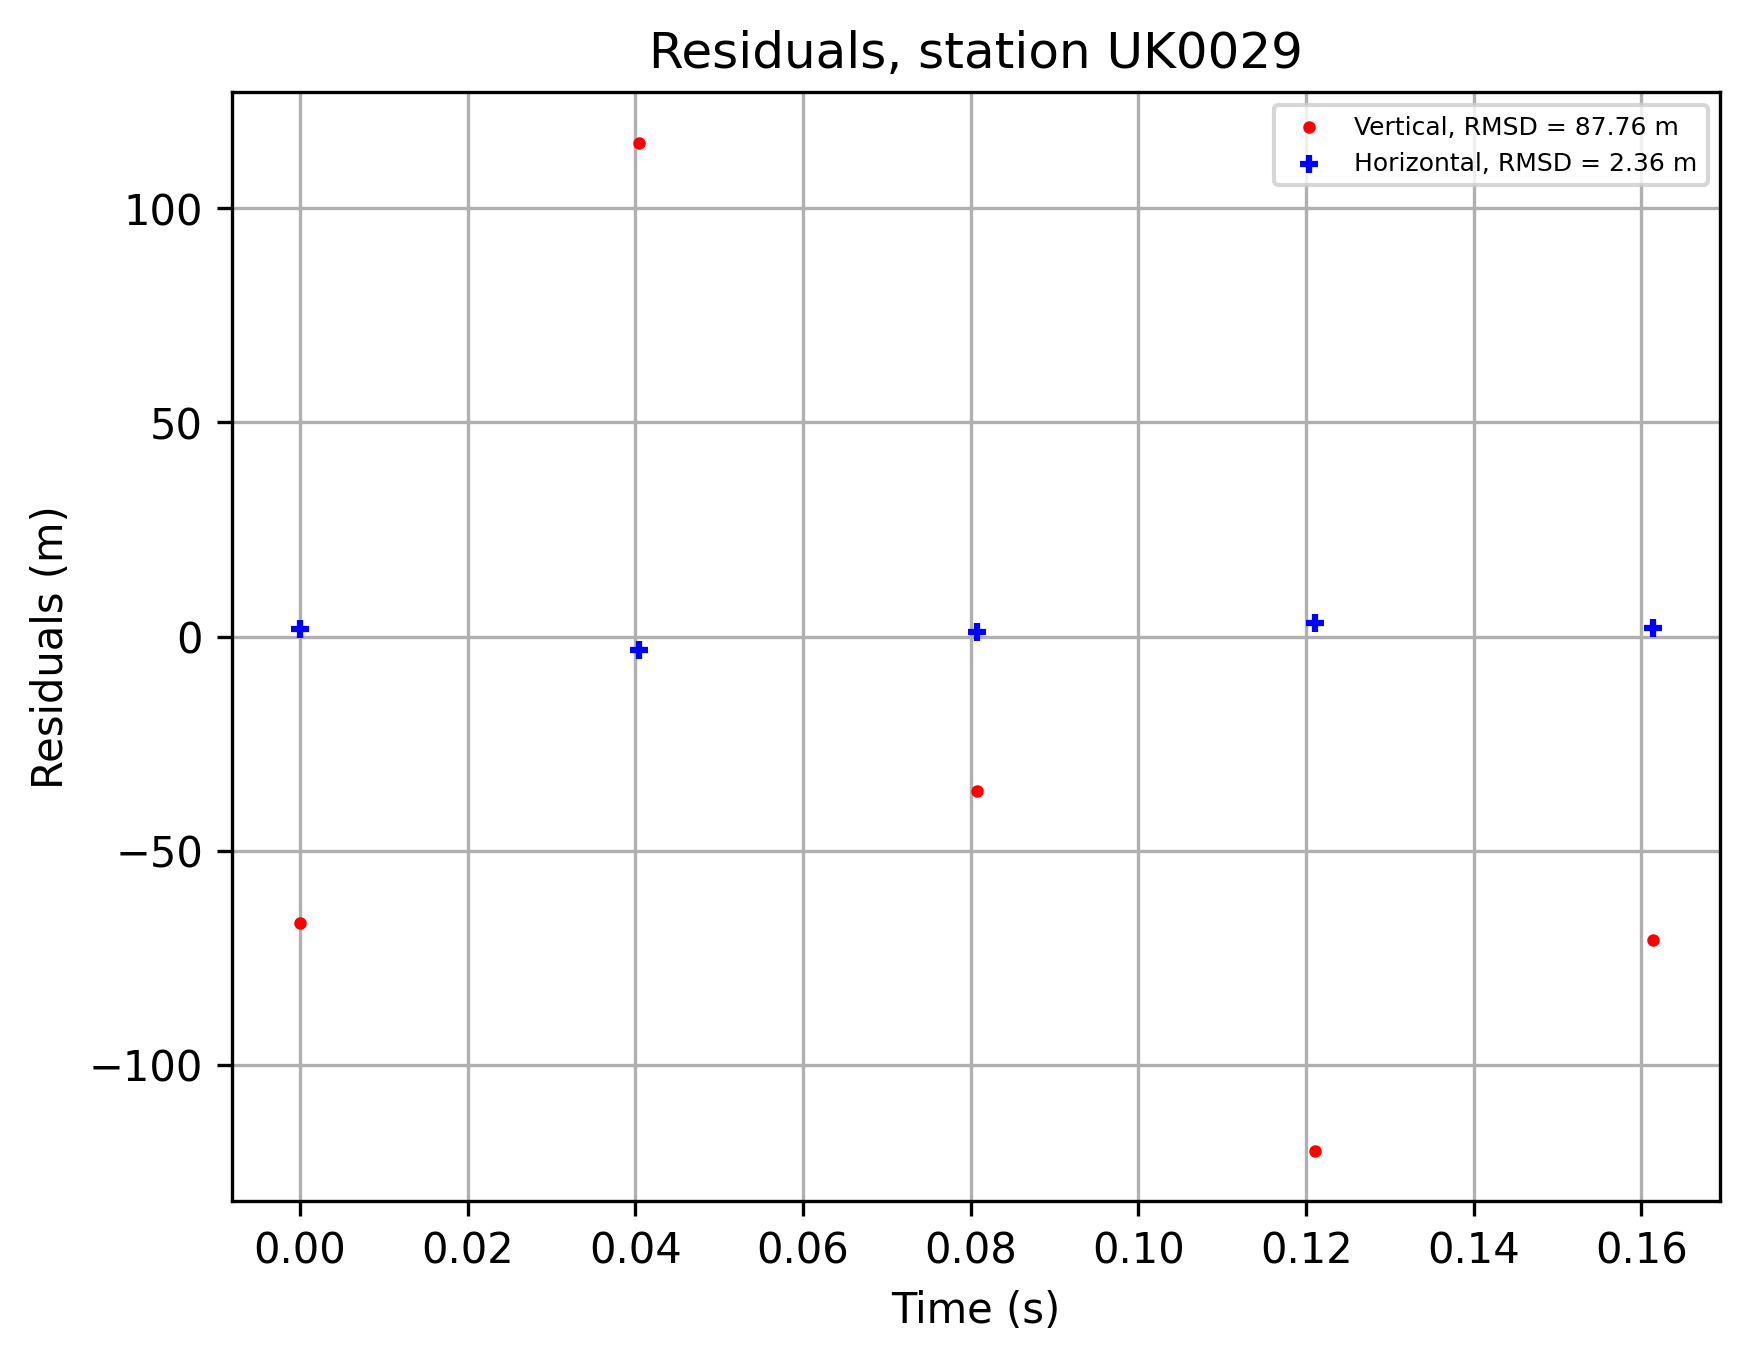 Residuals, station UK0029
Vertical, RMSD = 87.76 m
Horizontal, RMSD = 2.36 m
100
50
0
−50
−100
Residuals (m)
0.00 0.02 0.04 0.06 0.08 0.10 0.12 0.14 0.16
Time (s)